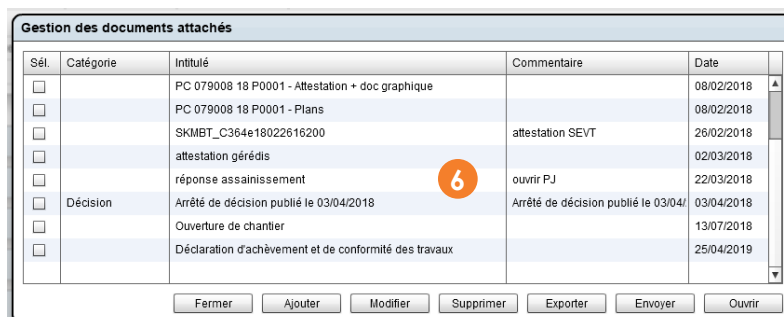 Gestion des documents attachés
Sél. Catégorie Intitulé Commentaire Date
PC 079008 18 P0001 - Attestation + doc graphique 08/02/2018
PC 079008 18 P0001 - Plans 08/02/2018
SKMBT_C364e18022616200 attestation SEVT 26/02/2018
attestation gérédis 02/03/2018
réponse assainissement 6 ouvrir PJ 22/03/2018
Décision Arrêté de décision publié le 03/04/2018 Arrêté de décision publié le 03/04/ 03/04/2018
Ouverture de chantier 13/07/2018
Déclaration d'achèvement et de conformité des travaux 25/04/2019
Fermer Ajouter Modifier Supprimer Exporter Envoyer Ouvrir